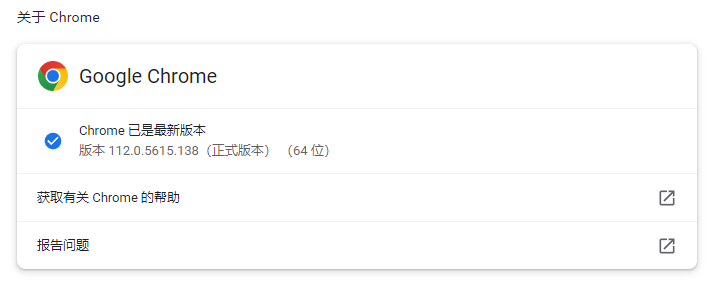 关于 Chrome
Google Chrome
Chrome 已是最新版本
版本 112.0.5615.138（正式版本） （64 位）
获取有关 Chrome 的帮助
报告问题